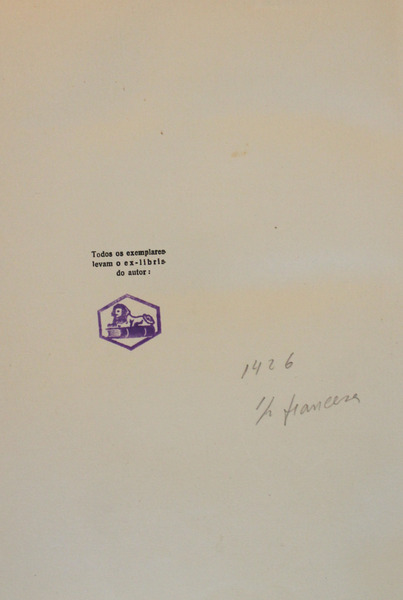 Todos os exemplares
levam o ex-libris
do autor:
1426
1/2 francesa